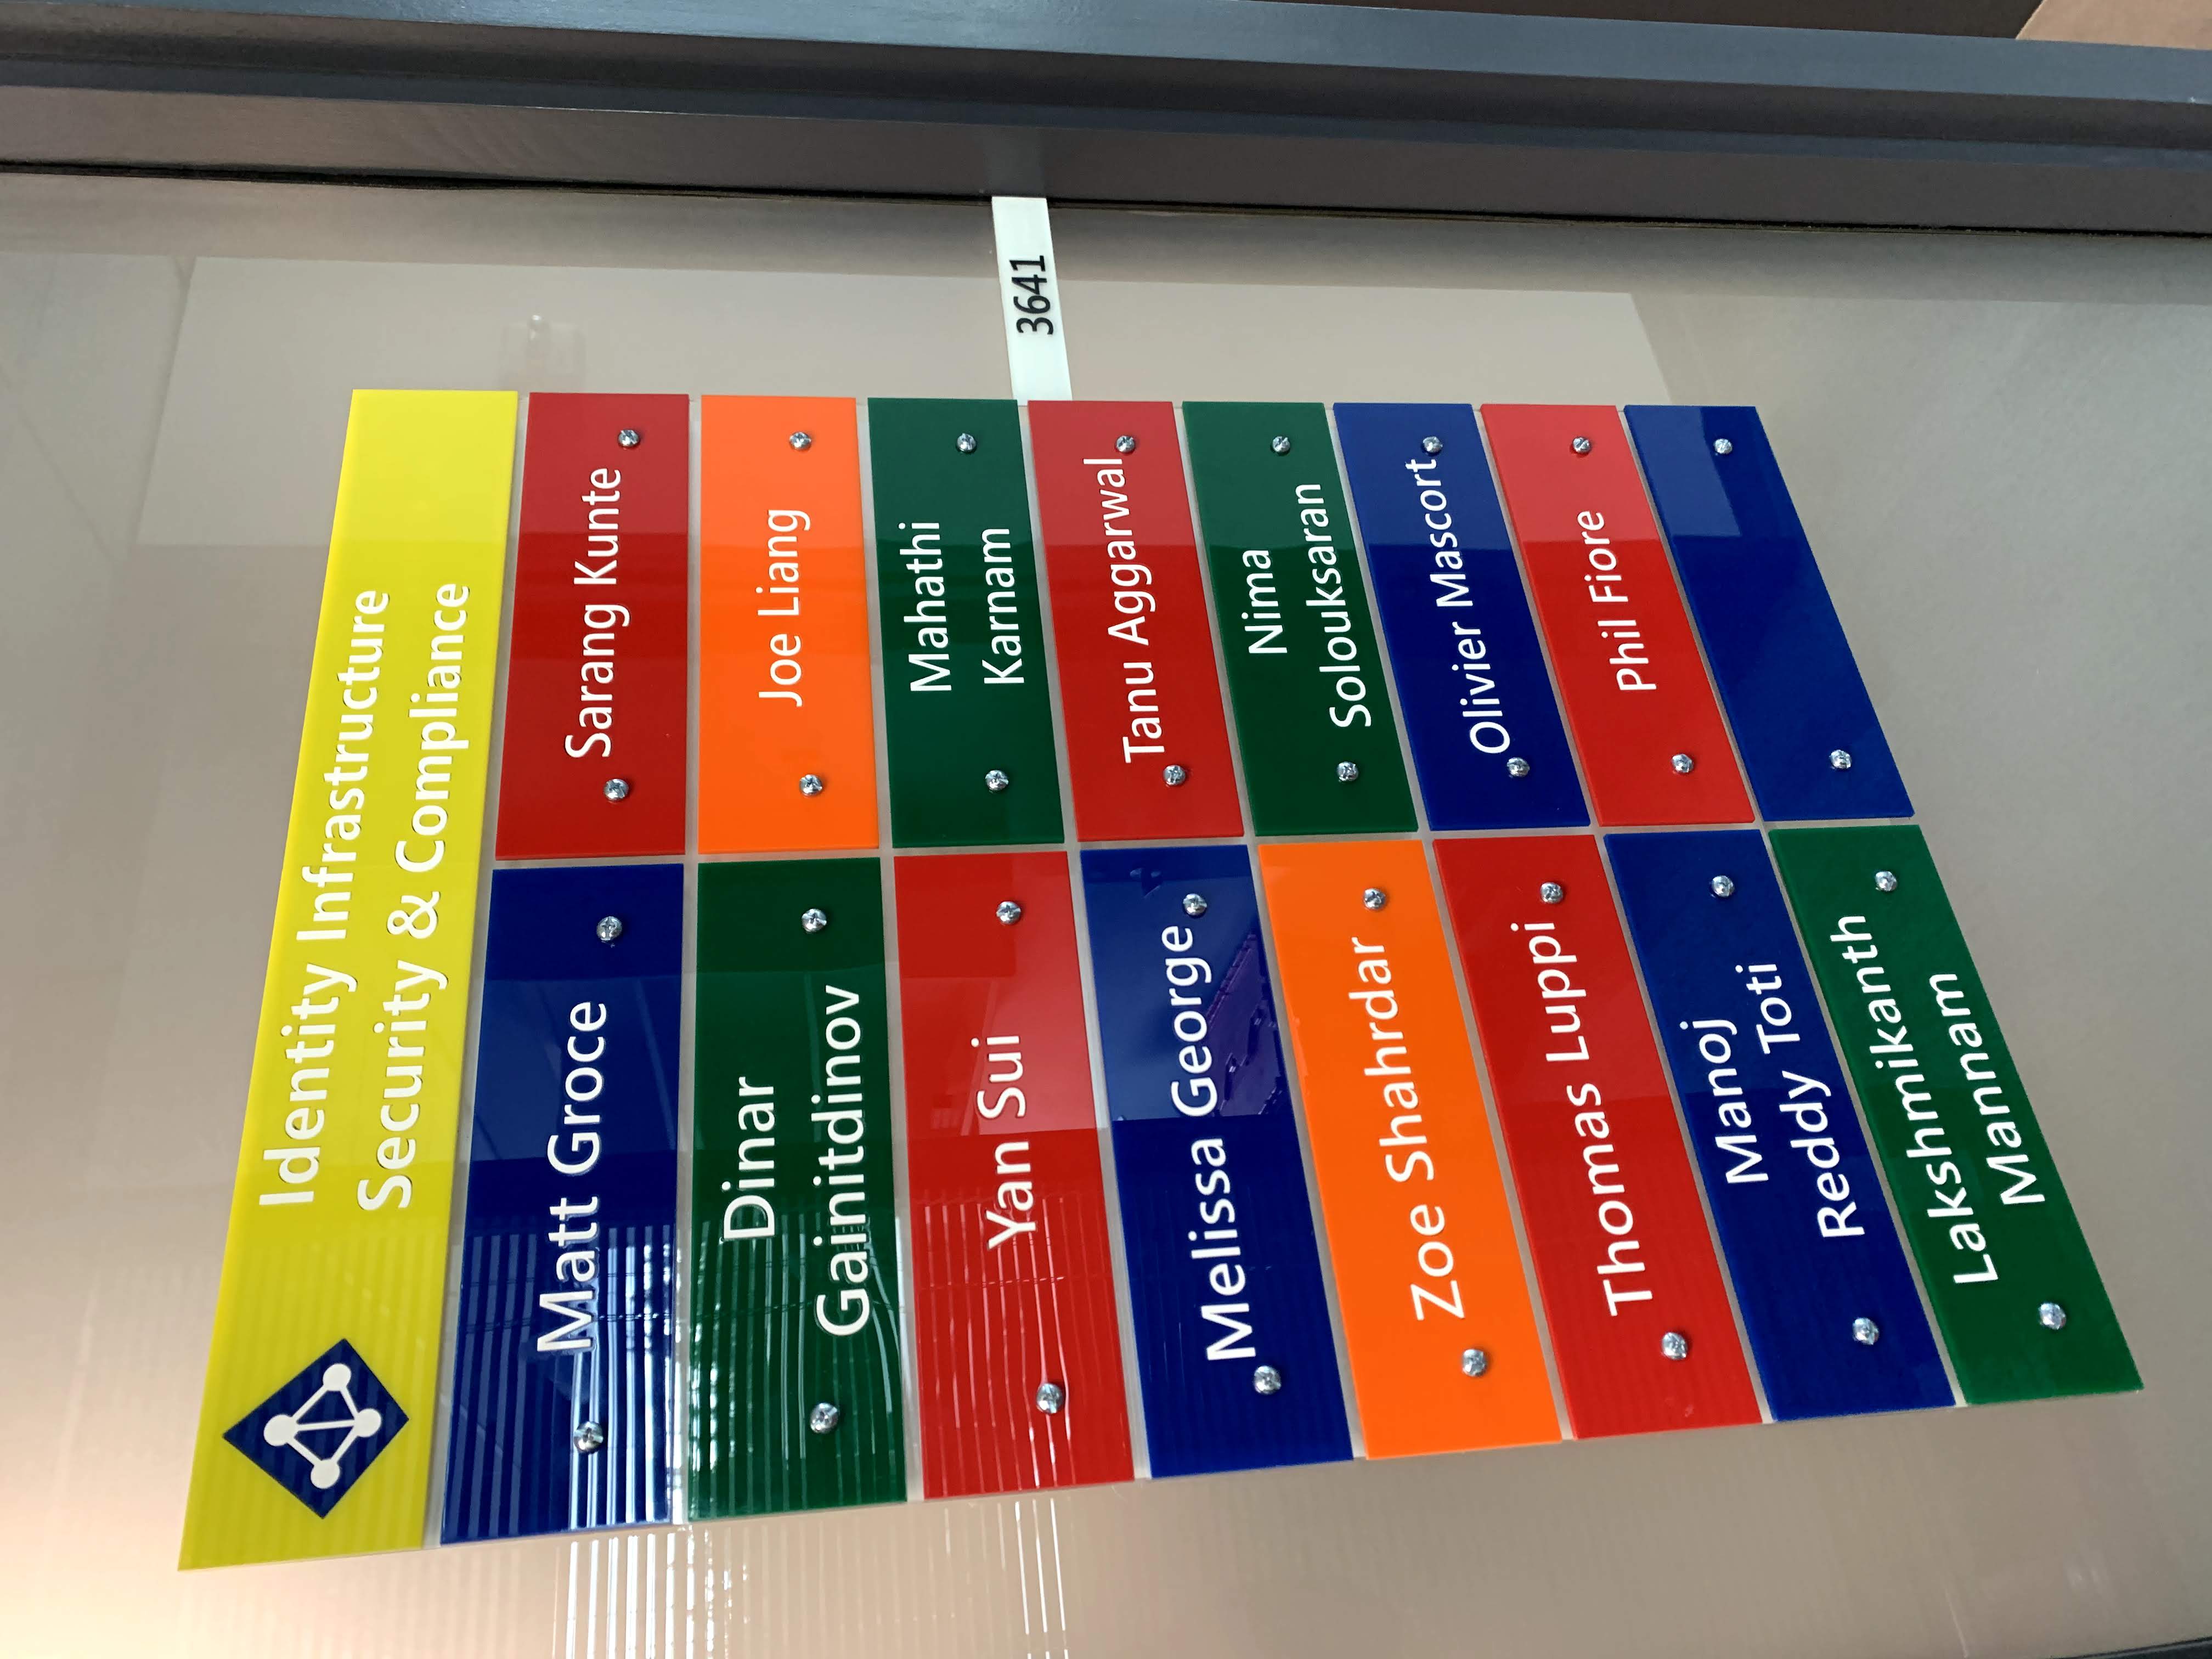 Identity Infrastructure
Security & Compliance
Matt Groce
Dinar
Gainitdinov
Yan Sui
Melissa George
Zoe Shahrdar
Thomas Luppi
Manoj
Reddy Toti
Lakshmikanth
Mannam
Sarang Kunte
Joe Liang
Mahathi
Karnam
Tanu Aggarwal
Nima
Solouksaran
Olivier Mascort
Phil Fiore
3641